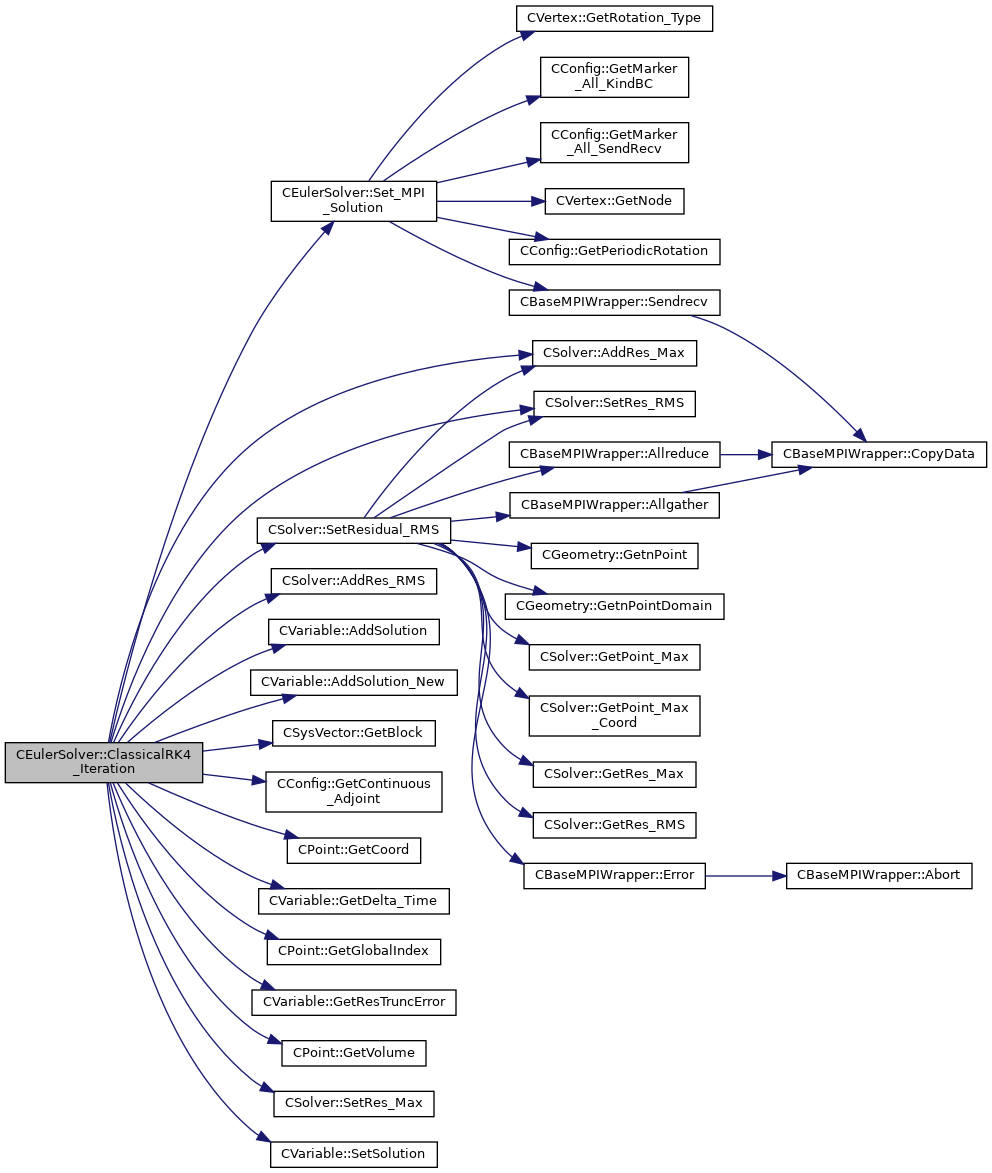 CVertex::GetRotation_Type
CConfig::GetMarker
_All_KindBC
CConfig::GetMarker
_All_SendRecv
CEulerSolver::Set_MPI
_Solution
CVertex::GetNode
CConfig::GetPeriodicRotation
CBaseMPIWrapper::Sendrecv
CSolver::AddRes_Max
CSolver::SetRes_RMS
CBaseMPIWrapper::Allreduce
CBaseMPIWrapper::CopyData
CBaseMPIWrapper::Allgather
CSolver::SetResidual_RMS
CGeometry::GetnPoint
CSolver::AddRes_RMS
CGeometry::GetnPointDomain
CVariable::AddSolution
CSolver::GetPoint_Max
CVariable::AddSolution_New
CSolver::GetPoint_Max
_Coord
CSysVector::GetBlock
CEulerSolver::ClassicalRK4
_Iteration
CSolver::GetRes_Max
CConfig::GetContinuous
_Adjoint
CSolver::GetRes_RMS
CPoint::GetCoord
CBaseMPIWrapper::Error
CBaseMPIWrapper::Abort
CVariable::GetDelta_Time
CPoint::GetGlobalIndex
CVariable::GetResTruncError
CPoint::GetVolume
CSolver::SetRes_Max
CVariable::SetSolution